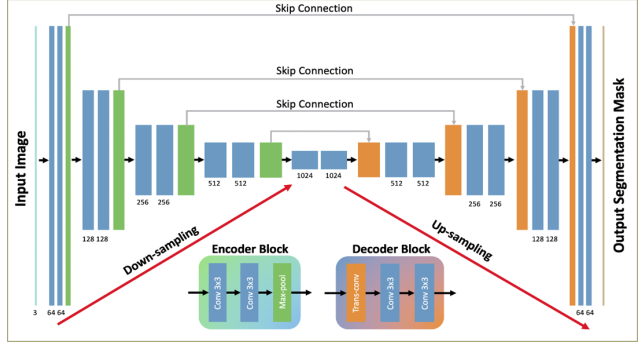 Skip Connection
Skip Connection
Skip Connection
Input Image
Output Segmentation Mask
512 512
1024 1024
512 512
256 256
256 256
128 128
128 128
Down-sampling
Up-sampling
Encoder Block
Decoder Block
Conv 3x3
Conv 3x3
Max-pool
Trans-conv
Conv 3x3
Conv 3x3
3
64 64
64 64